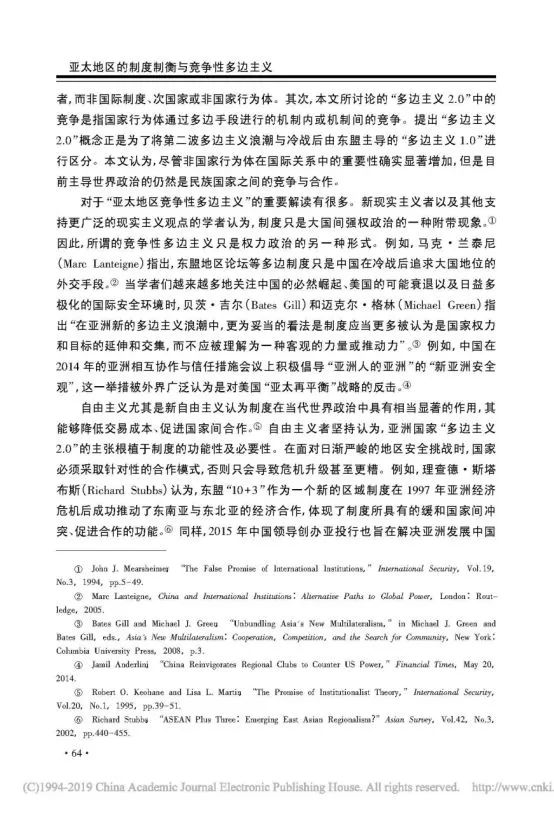 亚太地区的制度制衡与竞争性多边主义
者,而非国际制度、次国家或非国家行为体。其次,本文所讨论的“多边主义 2.0”中的
竞争是指国家行为体通过多边手段进行的机制内或机制间的竞争。提出“多边主义
2.0”概念正是为了将第二波多边主义浪潮与冷战后由东盟主导的“多边主义 1.0”进
行区分。本文认为,尽管非国家行为体在国际关系中的重要性确实显著增加,但是目
前主导世界政治的仍然是民族国家之间的竞争与合作。
对于“亚太地区竞争性多边主义”的重要解读有很多。新现实主义者以及其他支
持更广泛的现实主义观点的学者认为,制度只是大国间强权政治的一种附带现象。①
因此,所谓的竞争性多边主义只是权力政治的另一种形式。例如,马克·兰泰尼
(Marc Lanteigne)指出,东盟地区论坛等多边制度只是中国在冷战后追求大国地位的
外交手段。② 当学者们越来越多地关注中国的必然崛起、美国的可能衰退以及日益多
极化的国际安全环境时,贝茨·吉尔(Bates Gill)和迈克尔·格林(Michael Green)指
出“在亚洲新的多边主义浪潮中,更为妥当的看法是制度应当更多被认为是国家权力
和目标的延伸和交集,而不应被理解为一种客观的力量或推动力”。③ 例如,中国在
2014 年的亚洲相互协作与信任措施会议上积极倡导“亚洲人的亚洲”的“新亚洲安全
观”,这一举措被外界广泛认为是对美国“亚太再平衡”战略的反击。④
自由主义尤其是新自由主义认为制度在当代世界政治中具有相当显著的作用,其
能够降低交易成本、促进国家间合作。⑤ 自由主义者坚持认为,亚洲国家“多边主义
2.0”的主张根植于制度的功能性及必要性。在面对日渐严峻的地区安全挑战时,国家
必须采取针对性的合作模式,否则只会导致危机升级甚至更糟。例如,理查德·斯塔
布斯(Richard Stubbs)认为,东盟“10+3”作为一个新的区域制度在 1997 年亚洲经济
危机后成功推动了东南亚与东北亚的经济合作,体现了制度所具有的缓和国家间冲
突、促进合作的功能。⑥ 同样,2015 年中国领导创办亚投行也旨在解决亚洲发展中国
① John J. Mearsheimer, “The False Promise of International Institutions,” International Security, Vol.19,
No.3, 1994, pp.5-49.
② Marc Lanteigne, China and International Institutions: Alternative Paths to Global Power, London: Rout-
ledge, 2005.
③ Bates Gill and Michael J. Green, “Unbundling Asia's New Multilateralism,” in Michael J. Green and
Bates Gill, eds., Asia's New Multilateralism: Cooperation, Competition, and the Search for Community, New York:
Columbia University Press, 2008, p.3.
④ Jamil Anderlini, “China Reinvigorates Regional Clubs to Counter US Power,” Financial Times, May 20,
2014.
⑤ Robert O. Keohane and Lisa L. Martin, “The Promise of Institutionalist Theory,” International Security,
Vol.20, No.1, 1995, pp.39-51.
⑥ Richard Stubbs, “ASEAN Plus Three: Emerging East Asian Regionalism?” Asian Survey, Vol.42, No.3,
2002, pp.440-455.
·64·
(C)1994-2019 China Academic Journal Electronic Publishing House. All rights reserved. http://www.cnki.